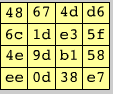 48 67 4d d6
6c 1d e3 5f
4e 9d b1 58
ee 0d 38 e7